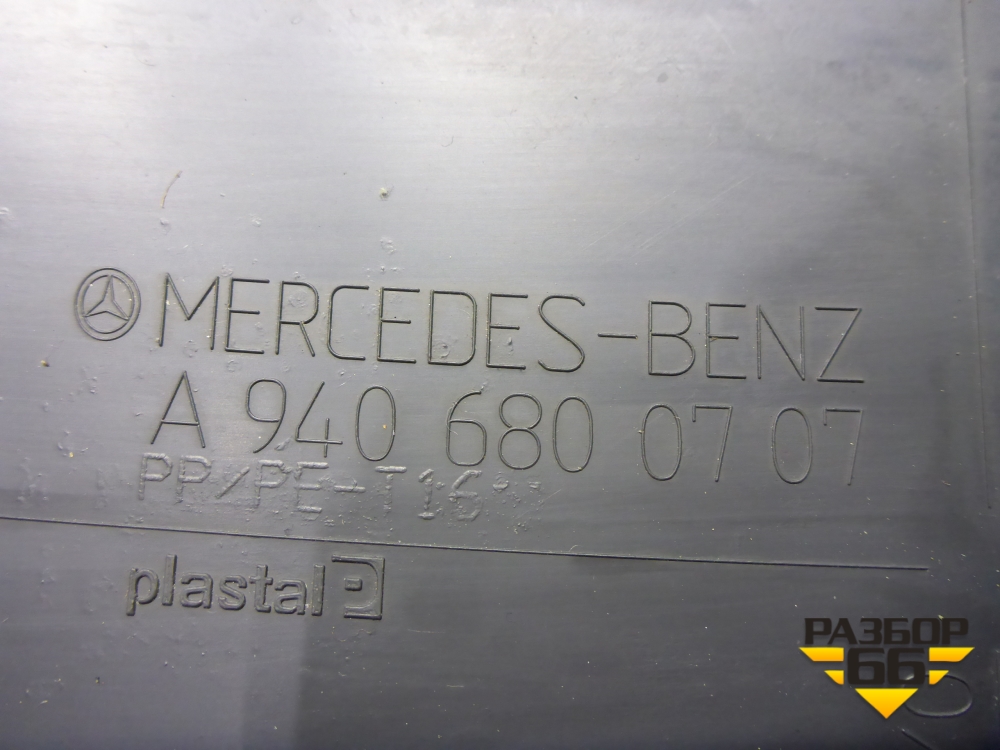 MERCEDES-BENZ
A 940 680 07 07
PP/PE-T16
plastal
РАЗБОР
66